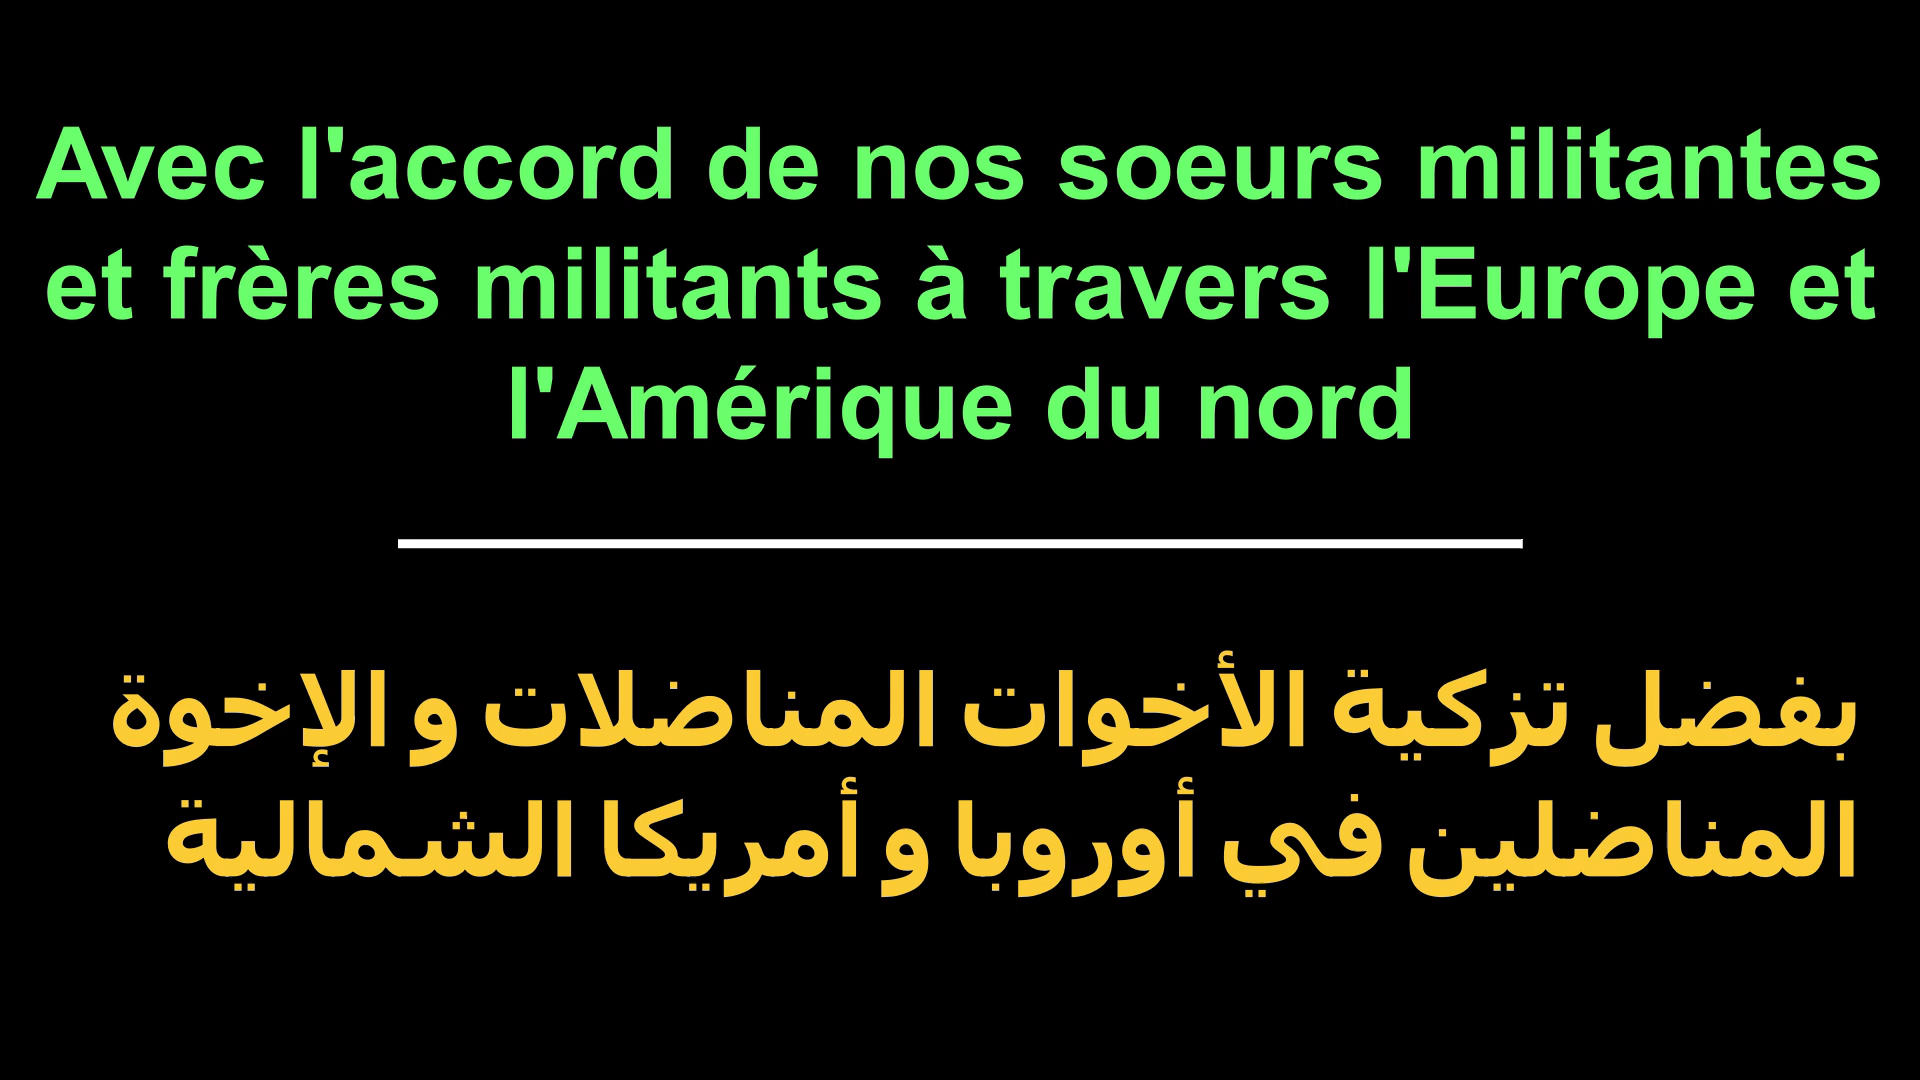 Avec l'accord de nos soeurs militantes
et frères militants à travers l'Europe et
l'Amérique du nord
بفضل تزكية الأخوات المناضلات و الإخوة
المناضلين في أوروبا و أمريكا الشمالية